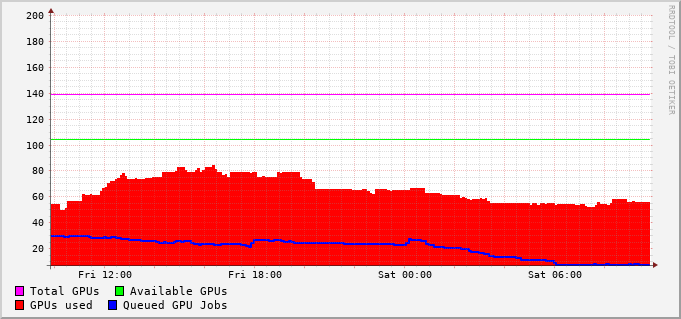 200
180
160
140
120
100
80
60
40
20
Fri 12:00 Fri 18:00 Sat 00:00 Sat 06:00
Total GPUs Available GPUs
GPUs used Queued GPU Jobs
RRDTOOL / TOBI OETIKER